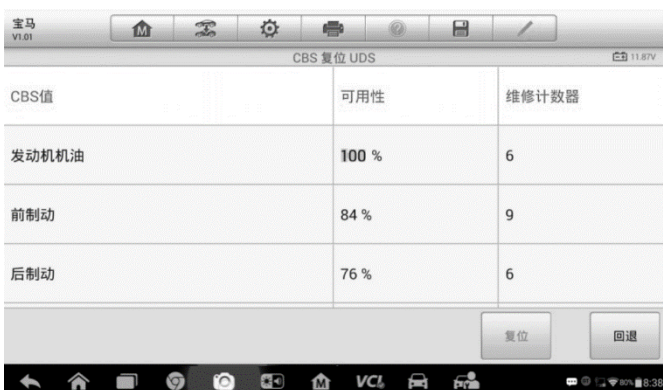 宝马
V1.01
CBS 复位 UDS
11.87V
CBS值 可用性 维修计数器
发动机机油 100 % 6
前制动 84 % 9
后制动 76 % 6
复位 回退
VCI
80% 8:38